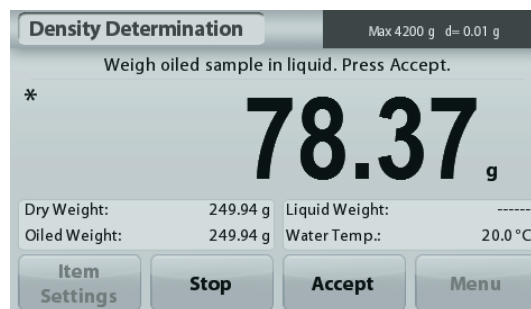 Density Determination Max 4200 g d= 0.01 g
Weigh oiled sample in liquid. Press Accept.
*
78.37 g
Dry Weight: 249.94 g Liquid Weight: ------
Oiled Weight: 249.94 g Water Temp.: 20.0 °C
Item Settings Stop Accept Menu